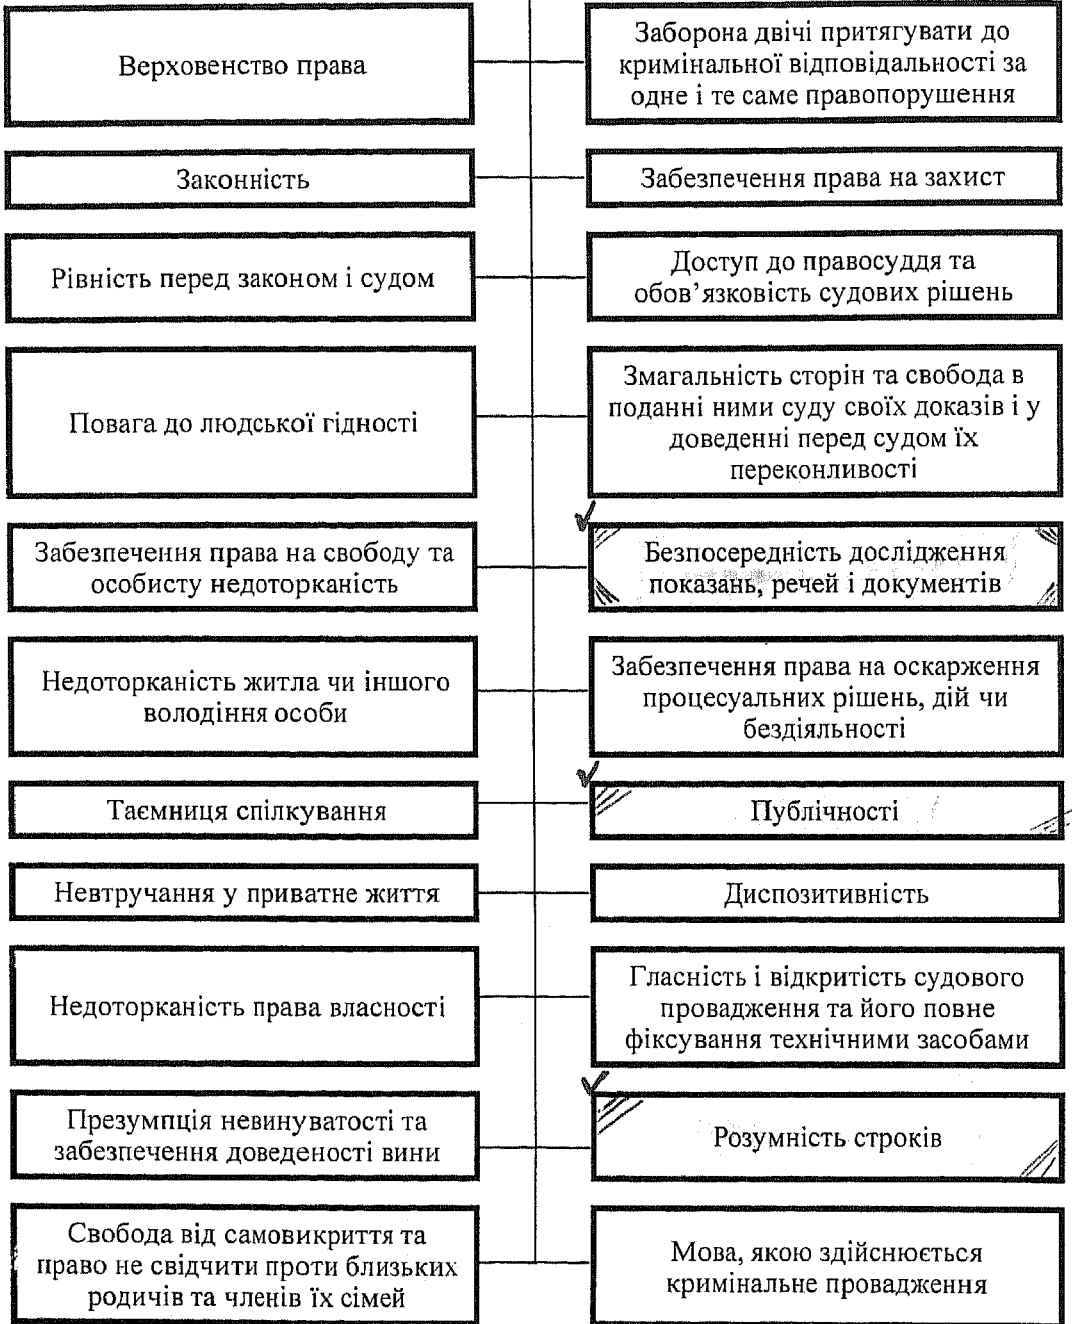 Верховенство права
Заборона двічі притягувати до
кримінальної відповідальності за
одне і те саме правопорушення
Законність
Забезпечення права на захист
Рівність перед законом і судом
Доступ до правосуддя та
обов’язковість судових рішень
Повага до людської гідності
Змагальність сторін та свобода в
поданні ними суду своїх доказів і у
доведенні перед судом їх
переконливості
Забезпечення права на свободу та
особисту недоторканість
Безпосередність дослідження
показань, речей і документів
Недоторканість житла чи іншого
володіння особи
Забезпечення права на оскарження
процесуальних рішень, дій чи
бездіяльності
Таємниця спілкування
Публічності
Невтручання у приватне життя
Диспозитивність
Недоторканість права власності
Гласність і відкритість судового
провадження та його повне
фіксування технічними засобами
Презумпція невинуватості та
забезпечення доведеності вини
Розумність строків
Свобода від самовикриття та
право не свідчити проти близьких
родичів та членів їх сімей
Мова, якою здійснюється
кримінальне провадження